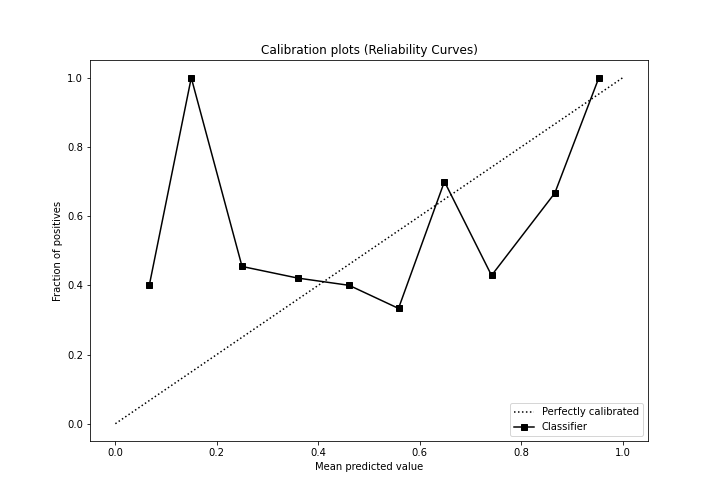 Calibration plots (Reliability Curves)
1.0
0.8
0.6
0.4
0.2
0.0
Fraction of positives
0.0 0.2 0.4 0.6 0.8 1.0
Mean predicted value
Perfectly calibrated
Classifier